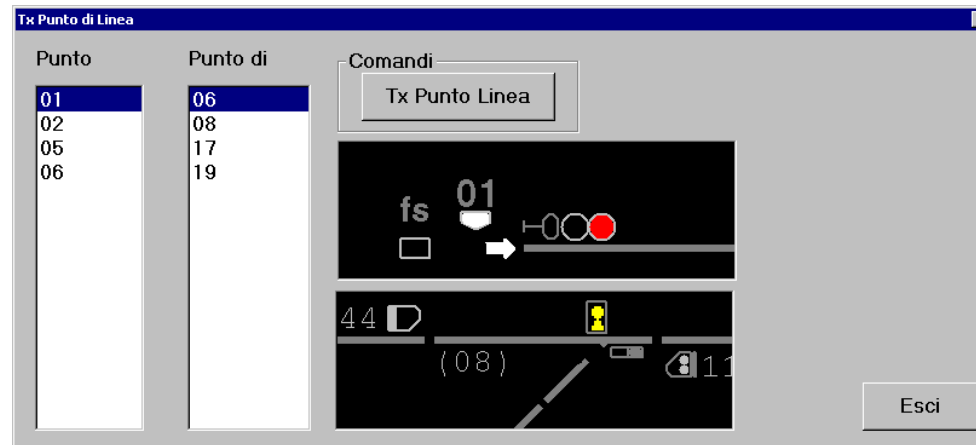 Tx Punto di Linea
Punto
01
02
05
06
Punto di
06
08
17
19
Comandi
Tx Punto Linea
fs
01
44
(08)
11
Esci